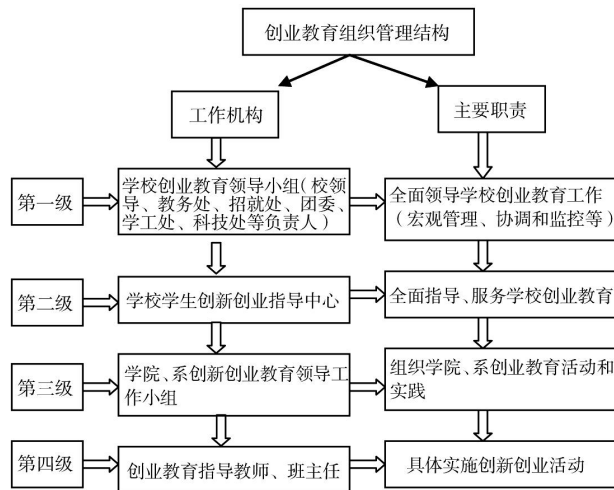 创业教育组织管理结构
工作机构
主要职责
第一级
学校创业教育领导小组(校领
导、教务处、招就处、团委、
学工处、科技处等负责人)
全面领导学校创业教育工作
(宏观管理、协调和监控等)
第二级
学校学生创新创业指导中心
全面指导、服务学校创业教育
第三级
学院、系创新创业教育领导工
作小组
组织学院、系创业教育活动和
实践
第四级
创业教育指导教师、班主任
具体实施创新创业活动